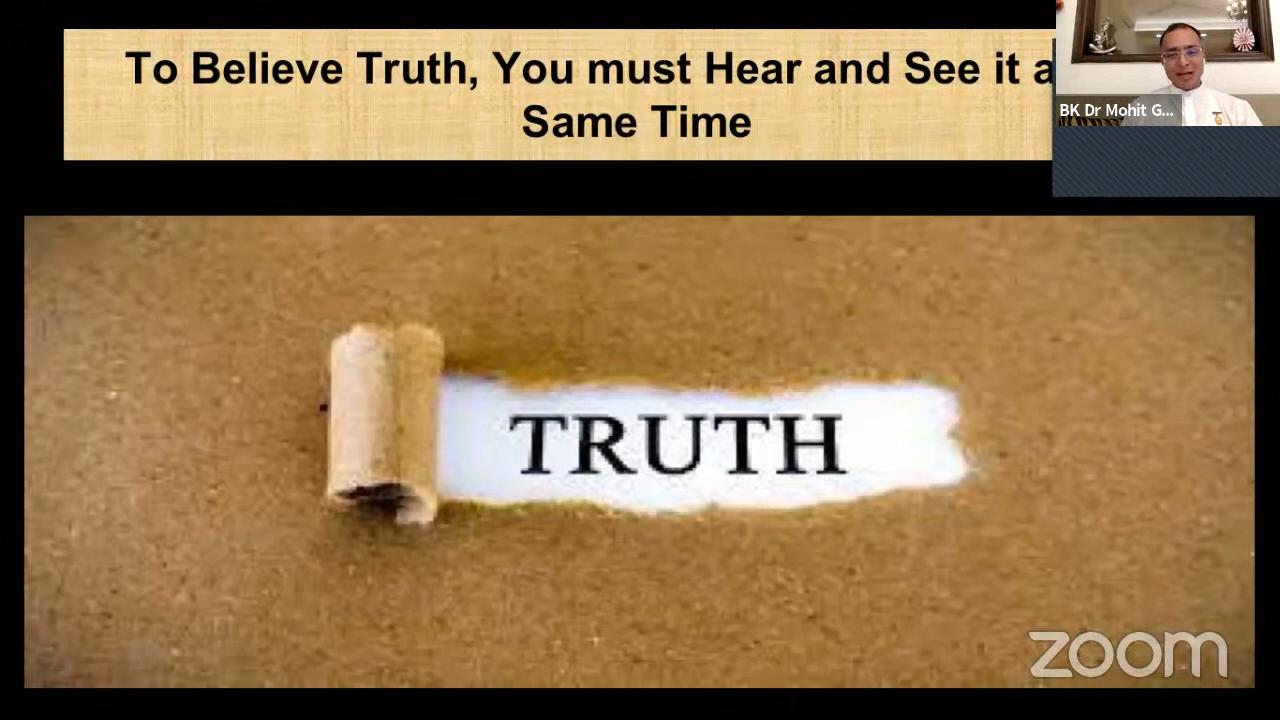 To Believe Truth, You must Hear and See it a
Same Time
BK Dr Mohit G...
TRUTH
zoom